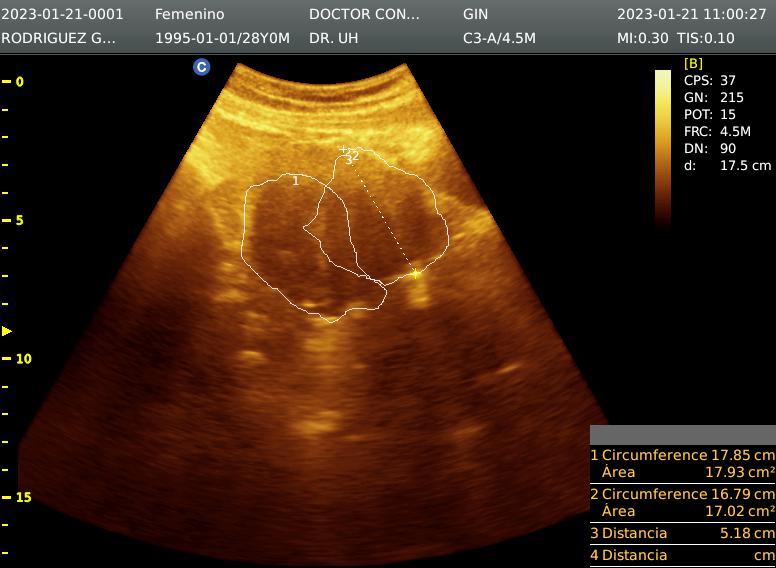 2023-01-21-0001 Femenino DOCTOR CON... GIN 2023-01-21 11:00:27
RODRIGUEZ G... 1995-01-01/28Y0M DR. UH C3-A/4.5M MI:0.30 TIS:0.10
C
[B]
CPS: 37
GN: 215
POT: 15
FRC: 4.5M
DN: 90
d: 17.5 cm
0
5
10
15
1
2
3
1 Circumference 17.85 cm
Área 17.93 cm²
2 Circumference 16.79 cm
Área 17.02 cm²
3 Distancia 5.18 cm
4 Distancia cm